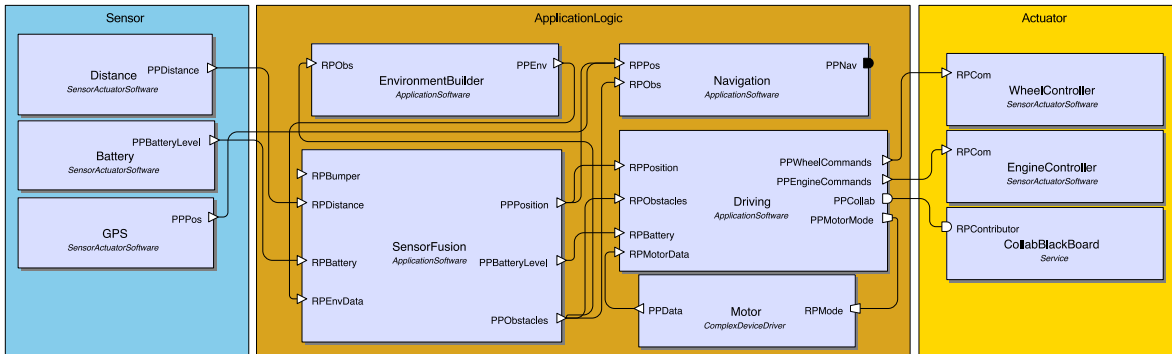 Sensor
Distance
SensorActuatorSoftware
PPDistance
Battery
SensorActuatorSoftware
PPBatteryLevel
GPS
SensorActuatorSoftware
PPPos
ApplicationLogic
RPObs
EnvironmentBuilder
ApplicationSoftware
PPEnv
RPPos
RPObs
Navigation
ApplicationSoftware
PPNav
RPBumper
RPDistance
RPBattery
RPEnvData
SensorFusion
ApplicationSoftware
PPPosition
PPBatteryLevel
PPObstacles
RPPosition
RPObstacles
RPBattery
RPMotorData
Driving
ApplicationSoftware
PPWheelCommands
PPEngineCommands
PPCollab
PPMotorMode
PPData
Motor
ComplexDeviceDriver
RPMode
Actuator
RPCom
WheelController
SensorActuatorSoftware
RPCom
EngineController
SensorActuatorSoftware
RPContributor
CollabBlackBoard
Service